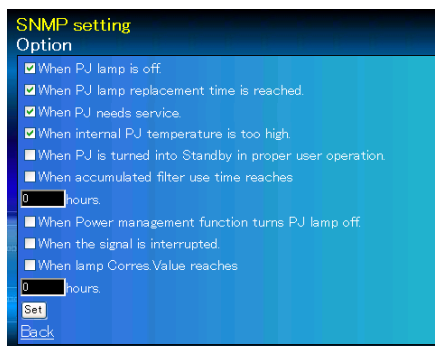 SNMP setting
Option
When PJ lamp is off.
When PJ lamp replacement time is reached.
When PJ needs service.
When internal PJ temperature is too high.
When PJ is turned into Standby in proper user operation.
When accumulated filter use time reaches
0 hours.
When Power management function turns PJ lamp off.
When the signal is interrupted.
When lamp Corres.Value reaches
0 hours.
Set
Back